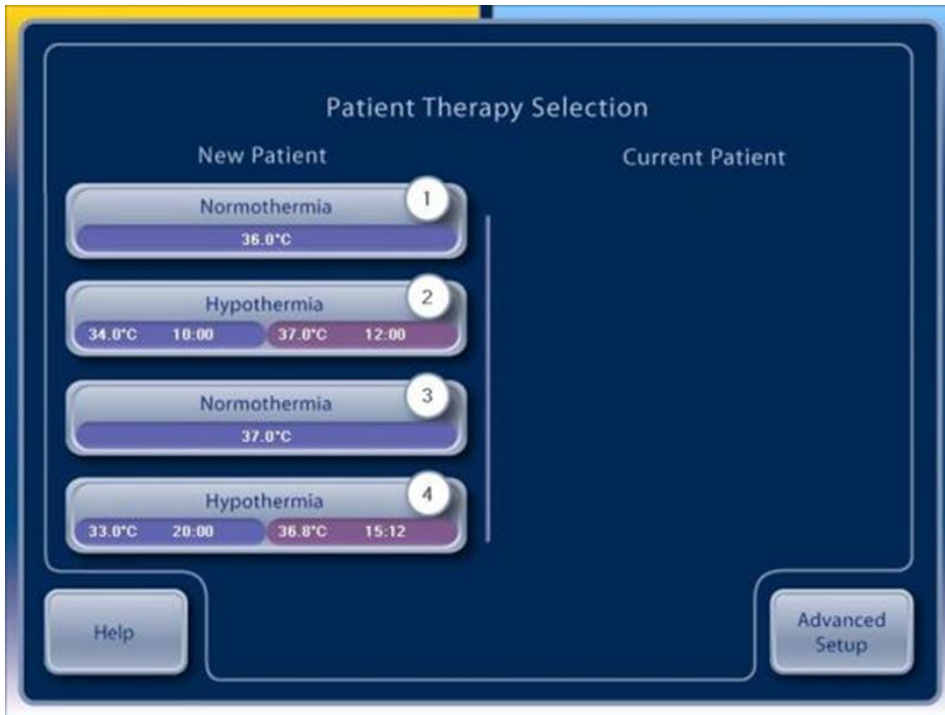 Patient Therapy Selection
New Patient
Current Patient
Normothermia
1
36.0°C
Hypothermia
2
34.0°C 10:00 37.0°C 12:00
Normothermia
3
37.0°C
Hypothermia
4
33.0°C 20:00 36.8°C 15:12
Help
Advanced
Setup